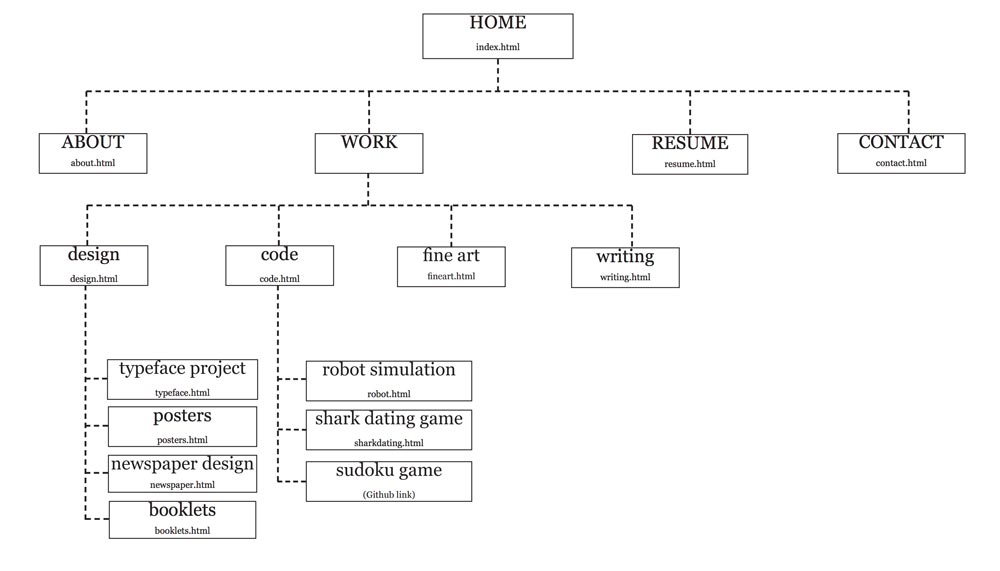 HOME
index.html
ABOUT
about.html
WORK
RESUME
resume.html
CONTACT
contact.html
design
design.html
code
code.html
fine art
fineart.html
writing
writing.html
typeface project
typeface.html
posters
posters.html
newspaper design
newspaper.html
booklets
booklets.html
robot simulation
robot.html
shark dating game
sharkdating.html
sudoku game
(Github link)